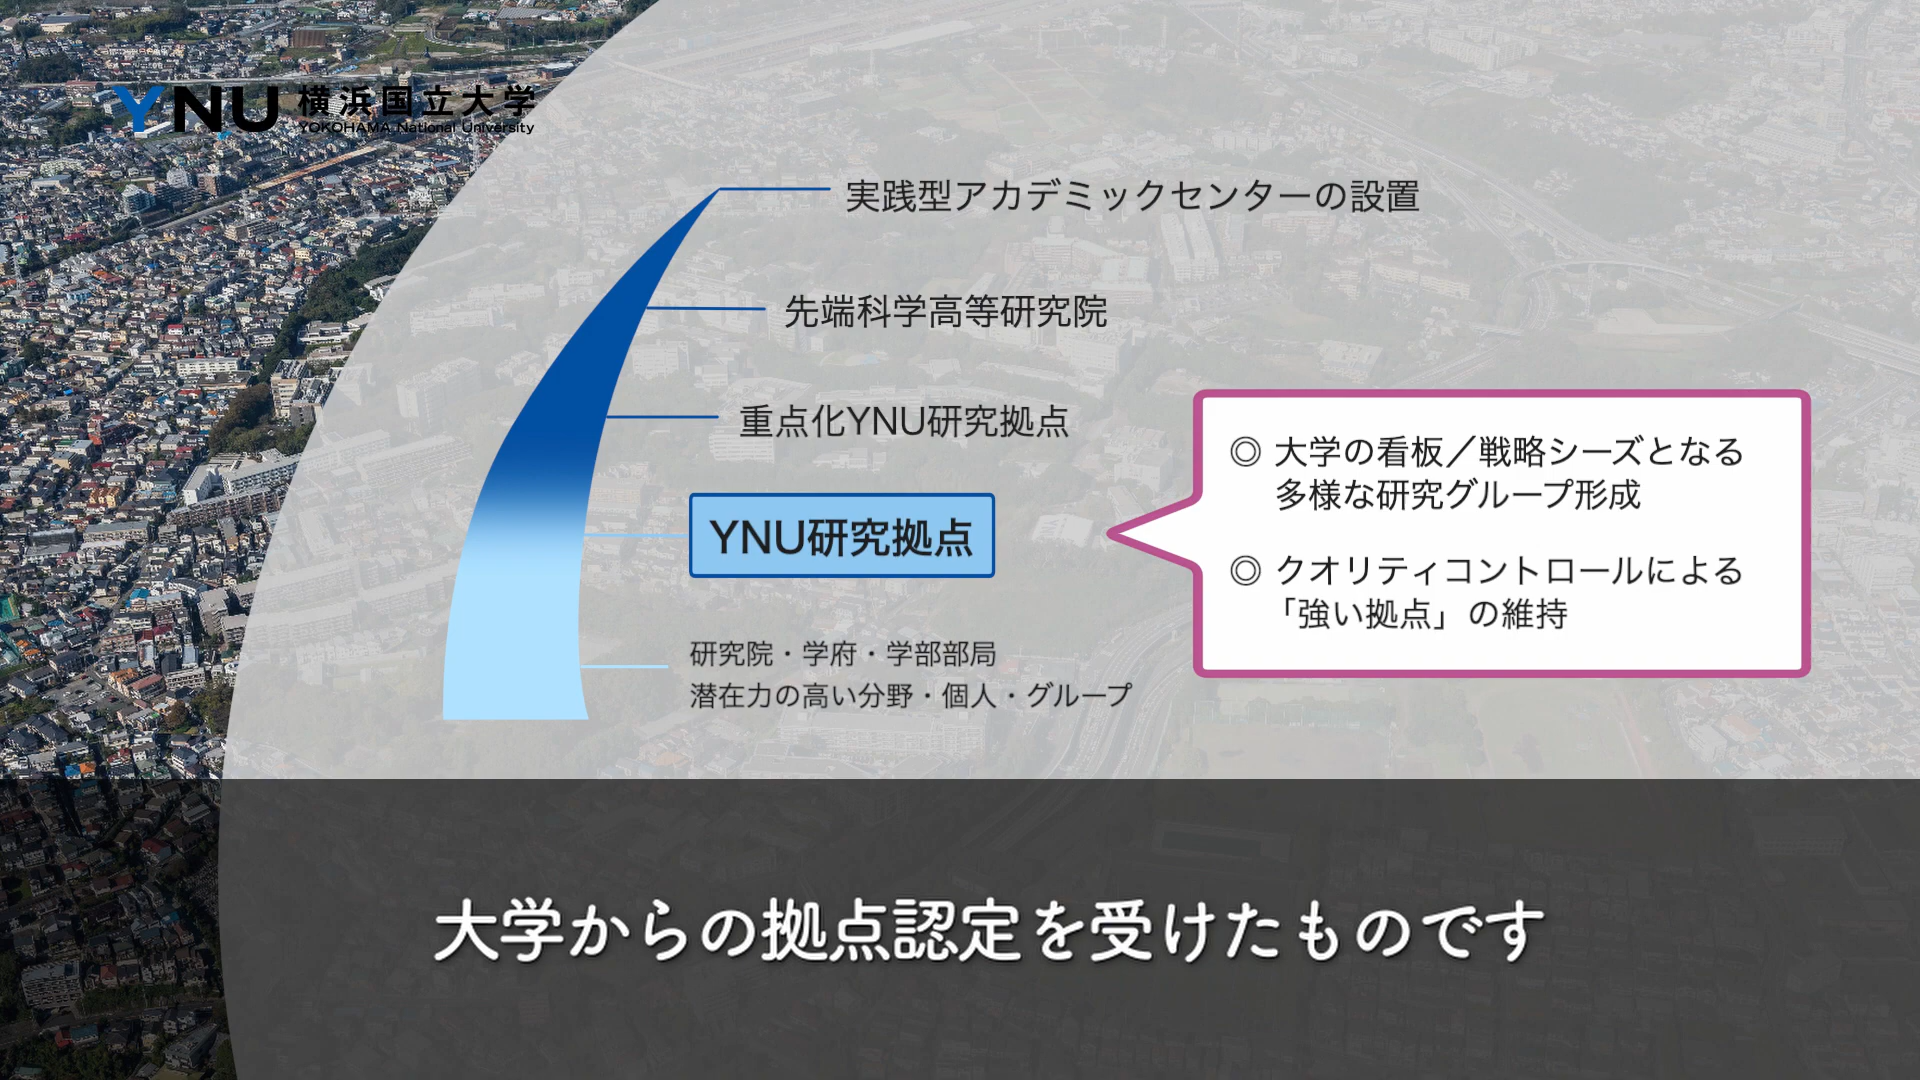 YNU 横浜国立大学
YOKOHAMA National University
実践型アカデミックセンターの設置
先端科学高等研究院
重点化YNU研究拠点
YNU研究拠点
研究院・学府・学部部局
潜在力の高い分野・個人・グループ
◎ 大学の看板／戦略シーズとなる
多様な研究グループ形成
◎ クオリティコントロールによる
「強い拠点」の維持
大学からの拠点認定を受けたものです